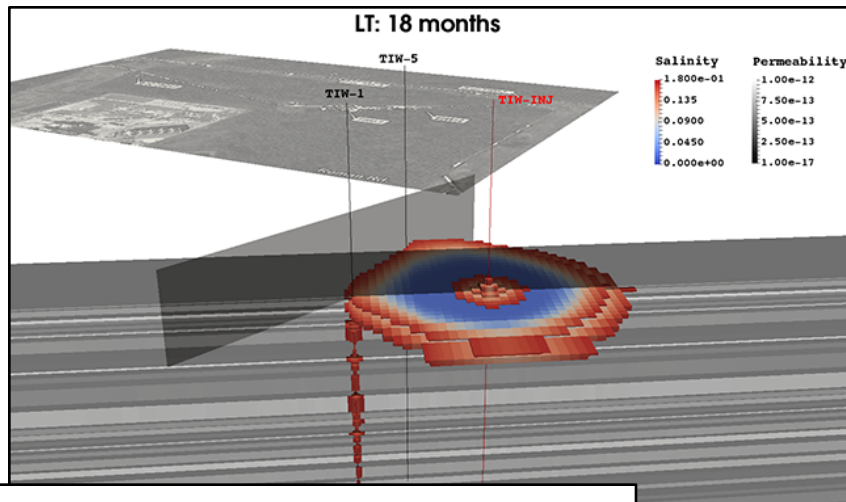 LT: 18 months
TIW-5
TIW-1
TIW-INJ
Salinity
1.800e-01
0.135
0.0900
0.0450
0.000e+00
Permeability
1.00e-12
7.50e-13
5.00e-13
2.50e-13
1.00e-17